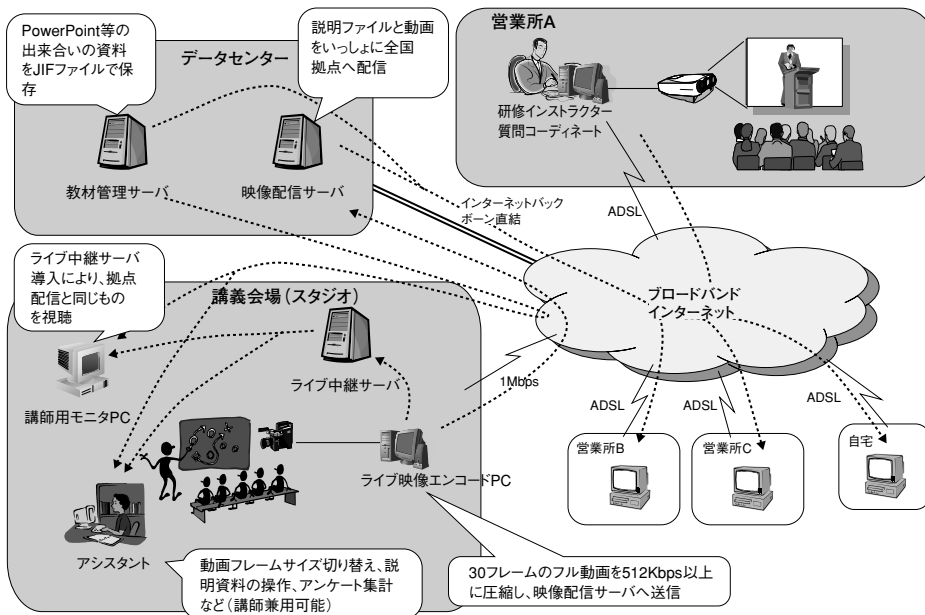 PowerPoint等の
出来合いの資料
をJIFファイルで保
存
データセンター
説明ファイルと動画
をいっしょに全国
拠点へ配信
教材管理サーバ
映像配信サーバ
営業所A
研修インストラクター
質問コーディネート
ADSL
インターネットバック
ボーン直結
ブロードバンド
インターネット
ライブ中継サーバ
導入により、拠点
配信と同じもの
を視聴
講義会場（スタジオ）
ライブ中継サーバ
講師用モニタPC
1Mbps
ライブ映像エンコードPC
アシスタント
動画フレームサイズ切り替え、説
明資料の操作、アンケート集計
など（講師兼用可能）
30フレームのフル動画を512Kbps以上
に圧縮し、映像配信サーバへ送信
ADSL
ADSL
ADSL
営業所B
営業所C
自宅